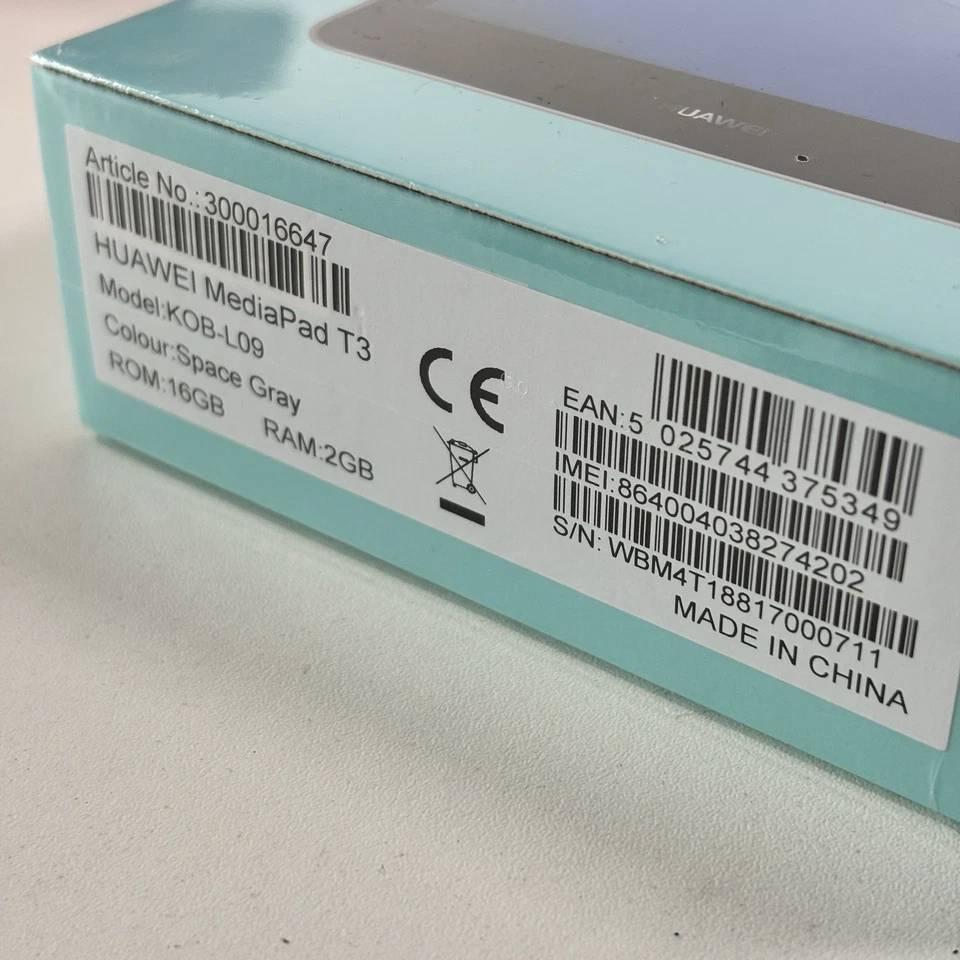 HUAWEI
Article No.:300016647
HUAWEI MediaPad T3
Model:KOB-L09
Colour:Space Gray
ROM:16GB RAM:2GB
CE
EAN:5 025744 375349
IMEI:864004038274202
S/N: WBM4T18817000711
MADE IN CHINA